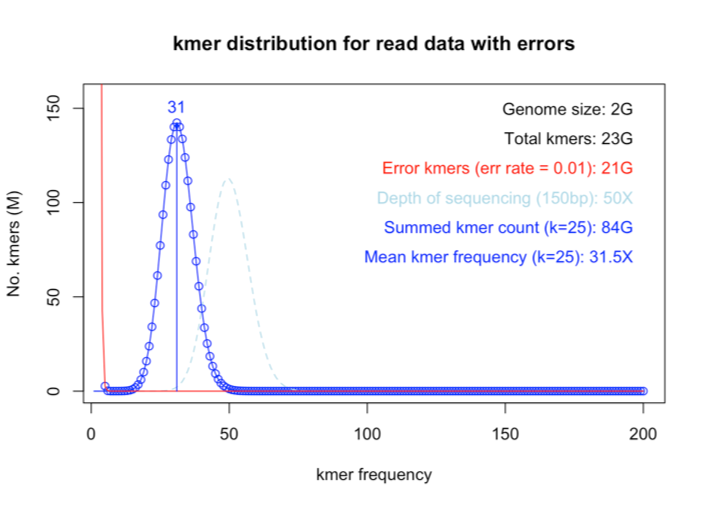 kmer distribution for read data with errors
31
Genome size: 2G
Total kmers: 23G
Error kmers (err rate = 0.01): 21G
Depth of sequencing (150bp): 50X
Summed kmer count (k=25): 84G
Mean kmer frequency (k=25): 31.5X
No. kmers (M)
150
100
50
0
0 50 100 150 200
kmer frequency